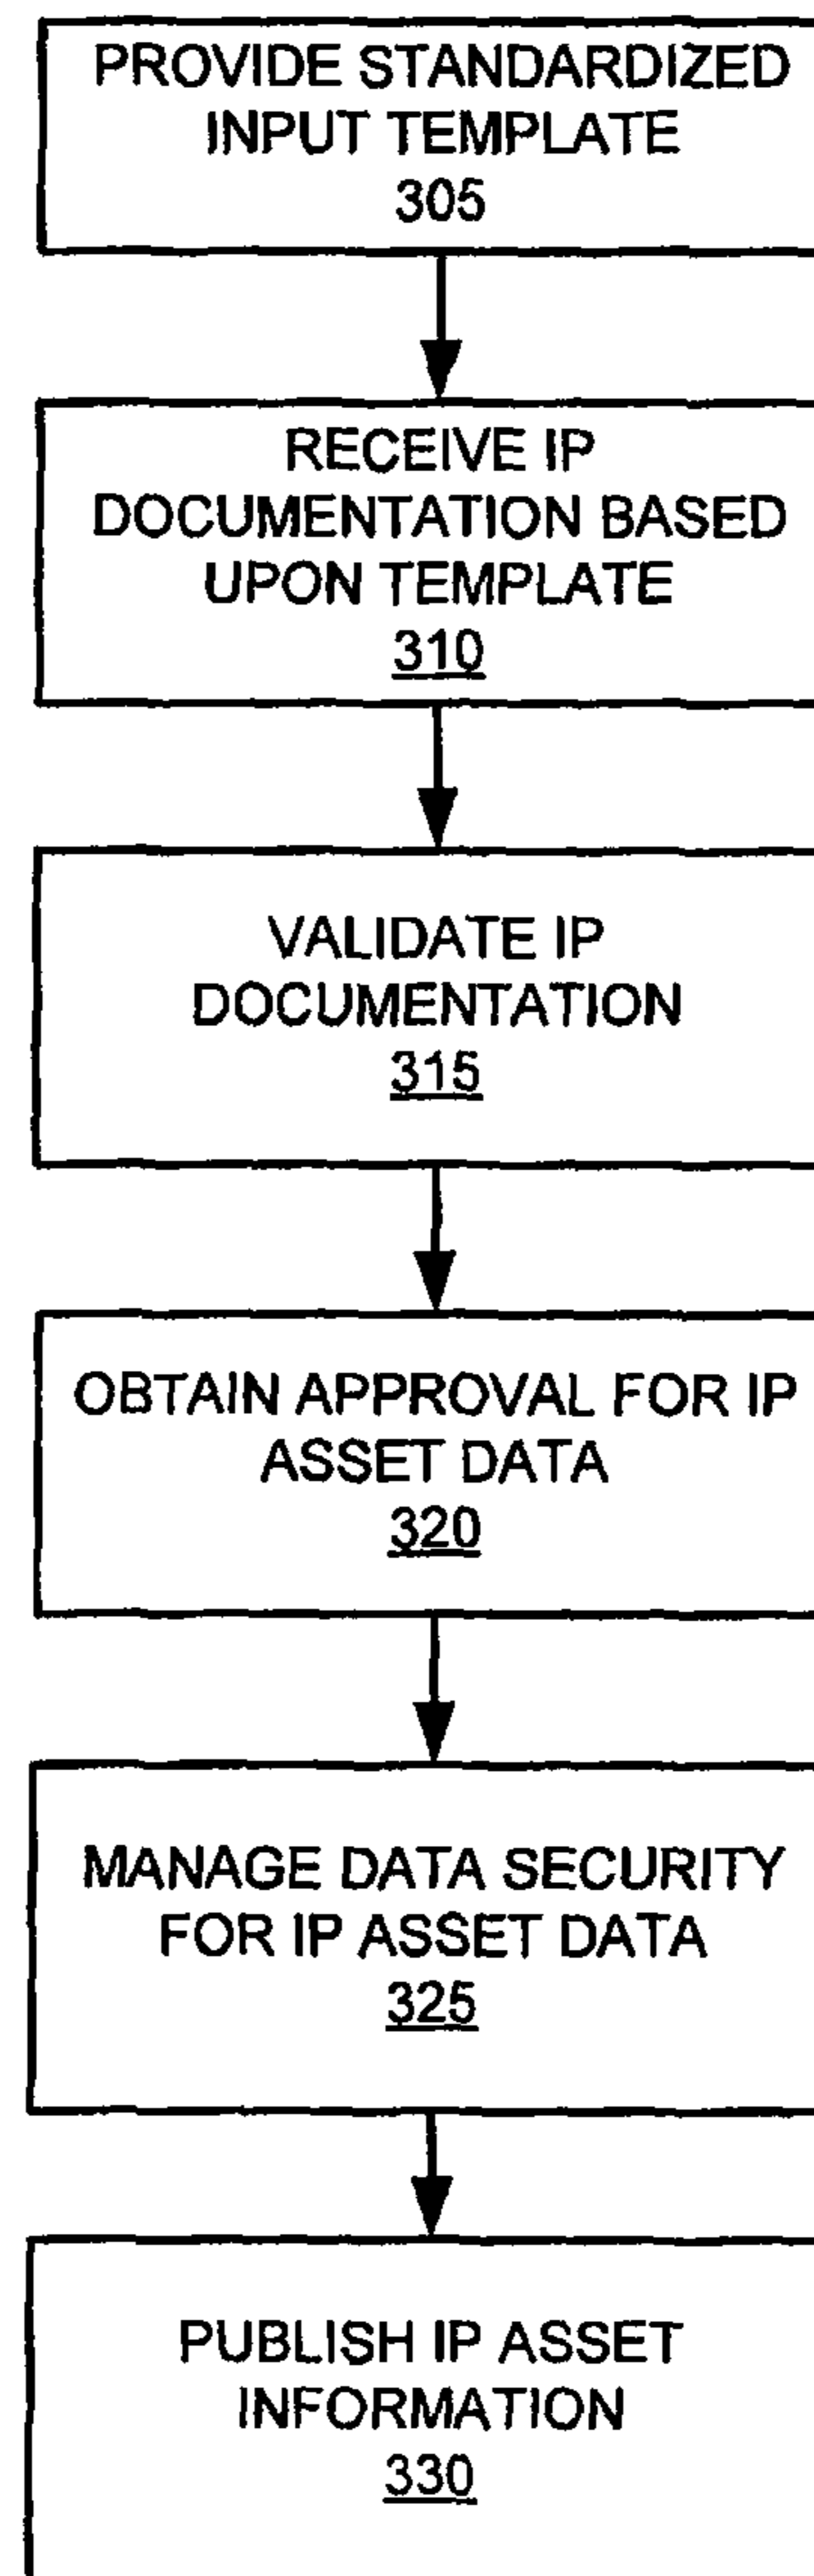 PROVIDE STANDARDIZED
INPUT TEMPLATE
305
RECEIVE IP
DOCUMENTATION BASED
UPON TEMPLATE
310
VALIDATE IP
DOCUMENTATION
315
OBTAIN APPROVAL FOR IP
ASSET DATA
320
MANAGE DATA SECURITY
FOR IP ASSET DATA
325
PUBLISH IP ASSET
INFORMATION
330